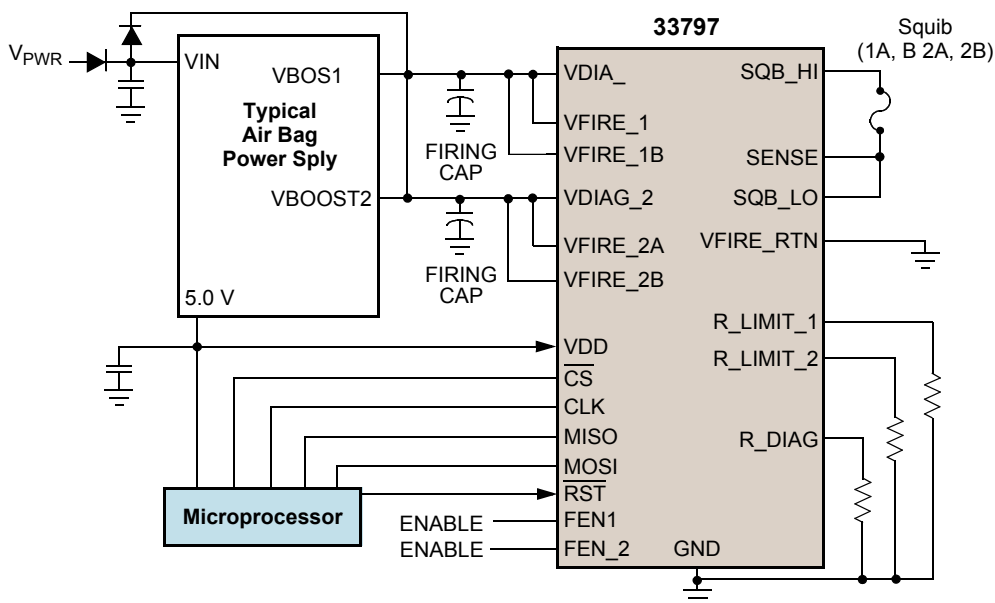 33797
Squib
(1A, B 2A, 2B)
VPWR
VIN
VBOS1
Typical
Air Bag
Power Sply
VBOOST2
5.0 V
FIRING
CAP
FIRING
CAP
VDIA_
VFIRE_1
VFIRE_1B
VDIAG_2
VFIRE_2A
VFIRE_2B
VDD
CS
CLK
MISO
MOSI
RST
FEN1
FEN_2
SQB_HI
SENSE
SQB_LO
VFIRE_RTN
R_LIMIT_1
R_LIMIT_2
R_DIAG
GND
Microprocessor
ENABLE
ENABLE